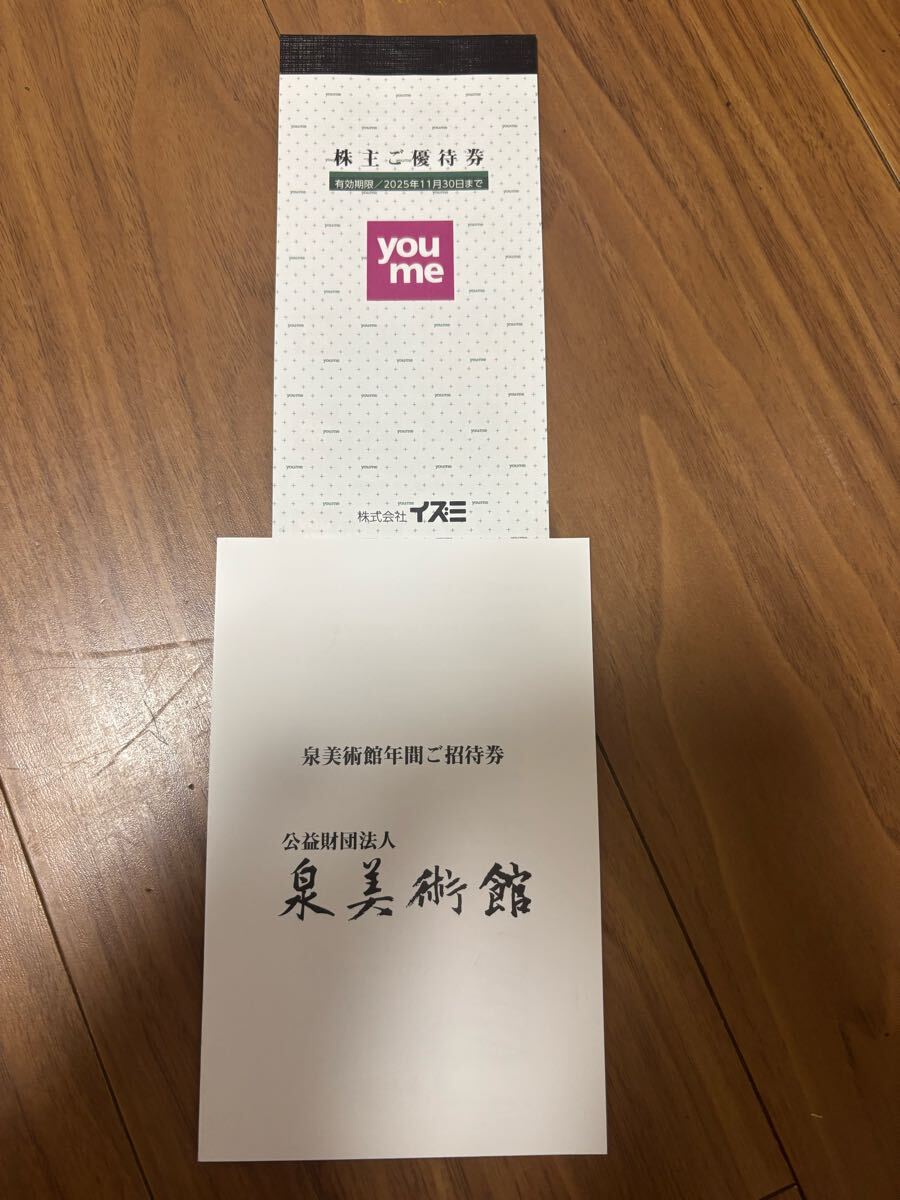 株主ご優待券
有効期限/2025年11月30日まで
you
me
株式会社イズミ
泉美術館年間ご招待券
公益財団法人
泉美術館